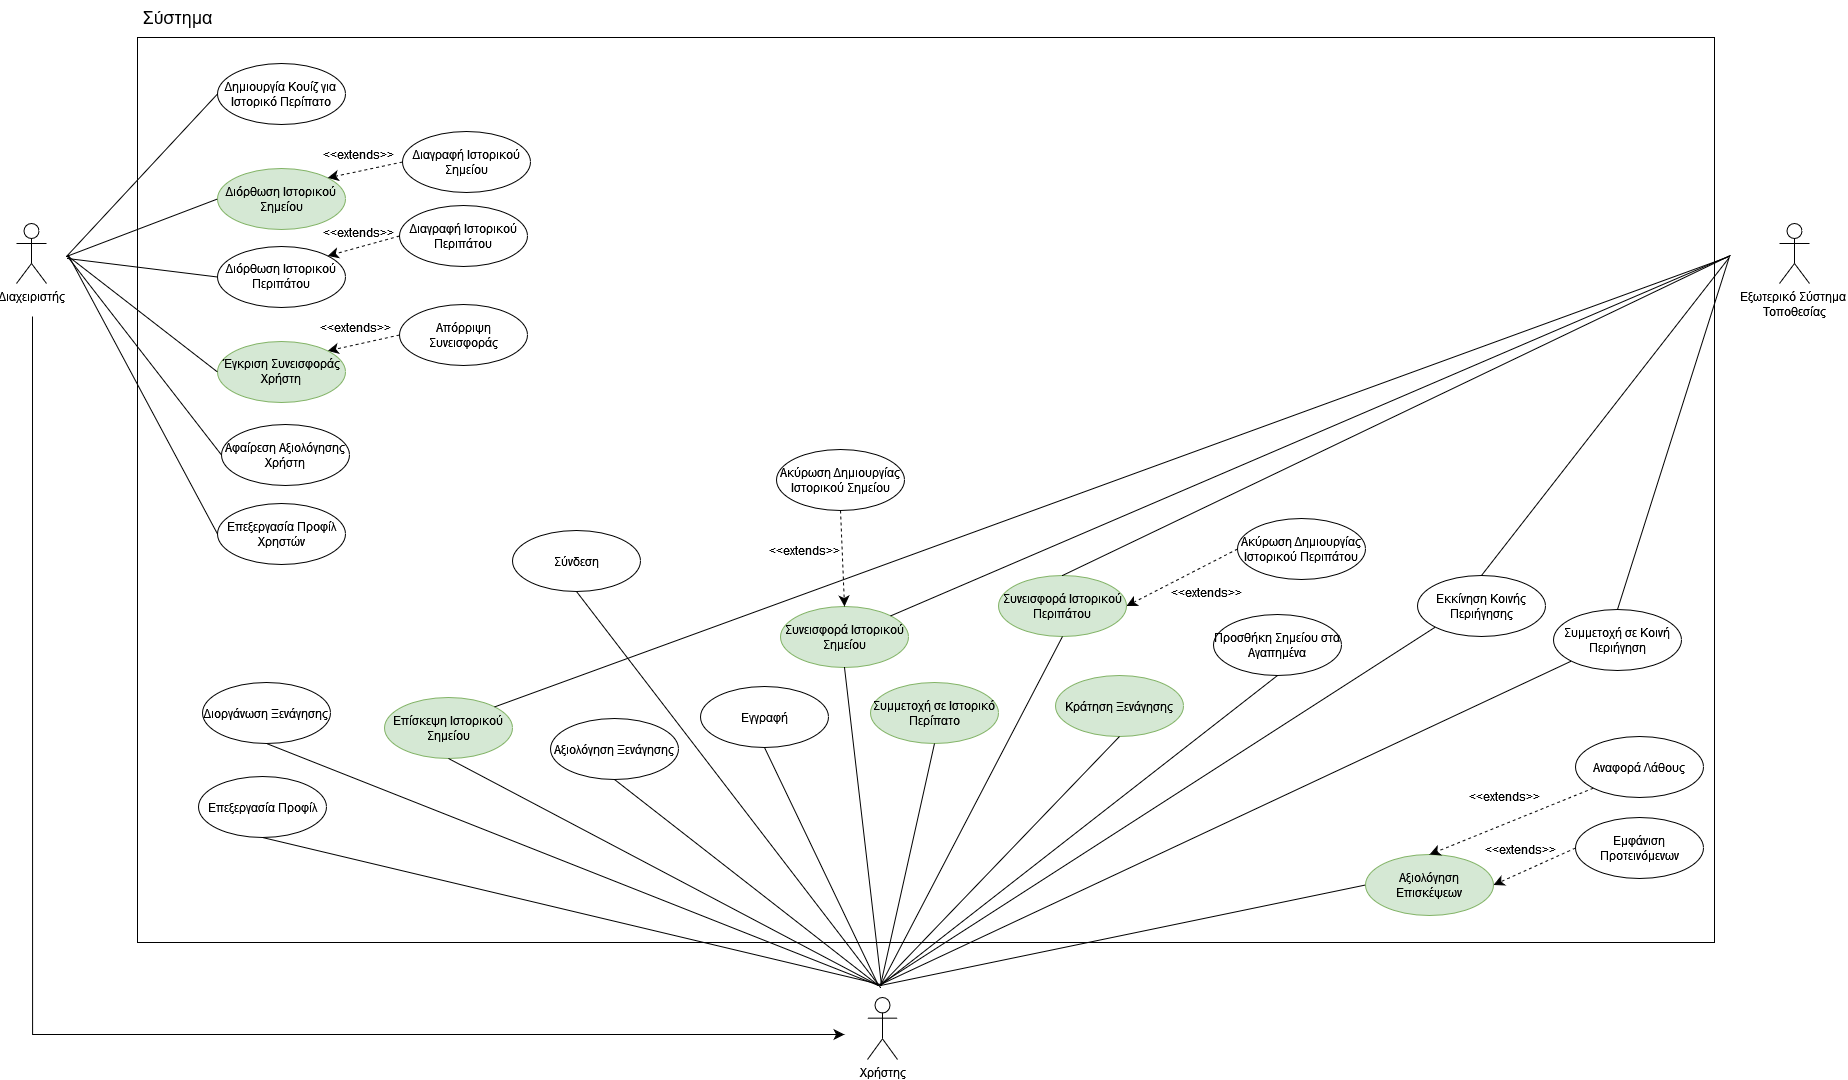 Σύστημα
Δημιουργία Κουίζ για
Ιστορικό Περίπατο
<<extends>>
Διαγραφή Ιστορικού
Σημείου
Διόρθωση Ιστορικού
Σημείου
<<extends>>
Διαγραφή Ιστορικού
Περιπάτου
Διόρθωση Ιστορικού
Περιπάτου
Διαχειριστής
Εξωτερικό Σύστημα
Τοποθεσίας
<<extends>>
Απόρριψη
Συνεισφοράς
Έγκριση Συνεισφοράς
Χρήστη
Αφαίρεση Αξιολόγησης
Χρήστη
Επεξεργασία Προφίλ
Χρηστών
Ακύρωση Δημιουργίας
Ιστορικού Σημείου
<<extends>>
Σύνδεση
Ακύρωση Δημιουργίας
Ιστορικού Περιπάτου
<<extends>>
Συνεισφορά Ιστορικού
Σημείου
Συνεισφορά Ιστορικού
Περιπάτου
Εκκίνηση Κοινής
Περιήγησης
Συμμετοχή σε Κοινή
Περιήγηση
Προσθήκη Σημείου στα
Αγαπημένα
Διοργάνωση Ξενάγησης
Επίσκεψη Ιστορικού
Σημείου
Αξιολόγηση Ξενάγησης
Εγγραφή
Συμμετοχή σε Ιστορικό
Περίπατο
Κράτηση Ξενάγησης
Επεξεργασία Προφίλ
Αναφορά Λάθους
<<extends>>
Εμφάνιση
Προτεινόμενων
<<extends>>
Αξιολόγηση
Επισκέψεων
Χρήστης